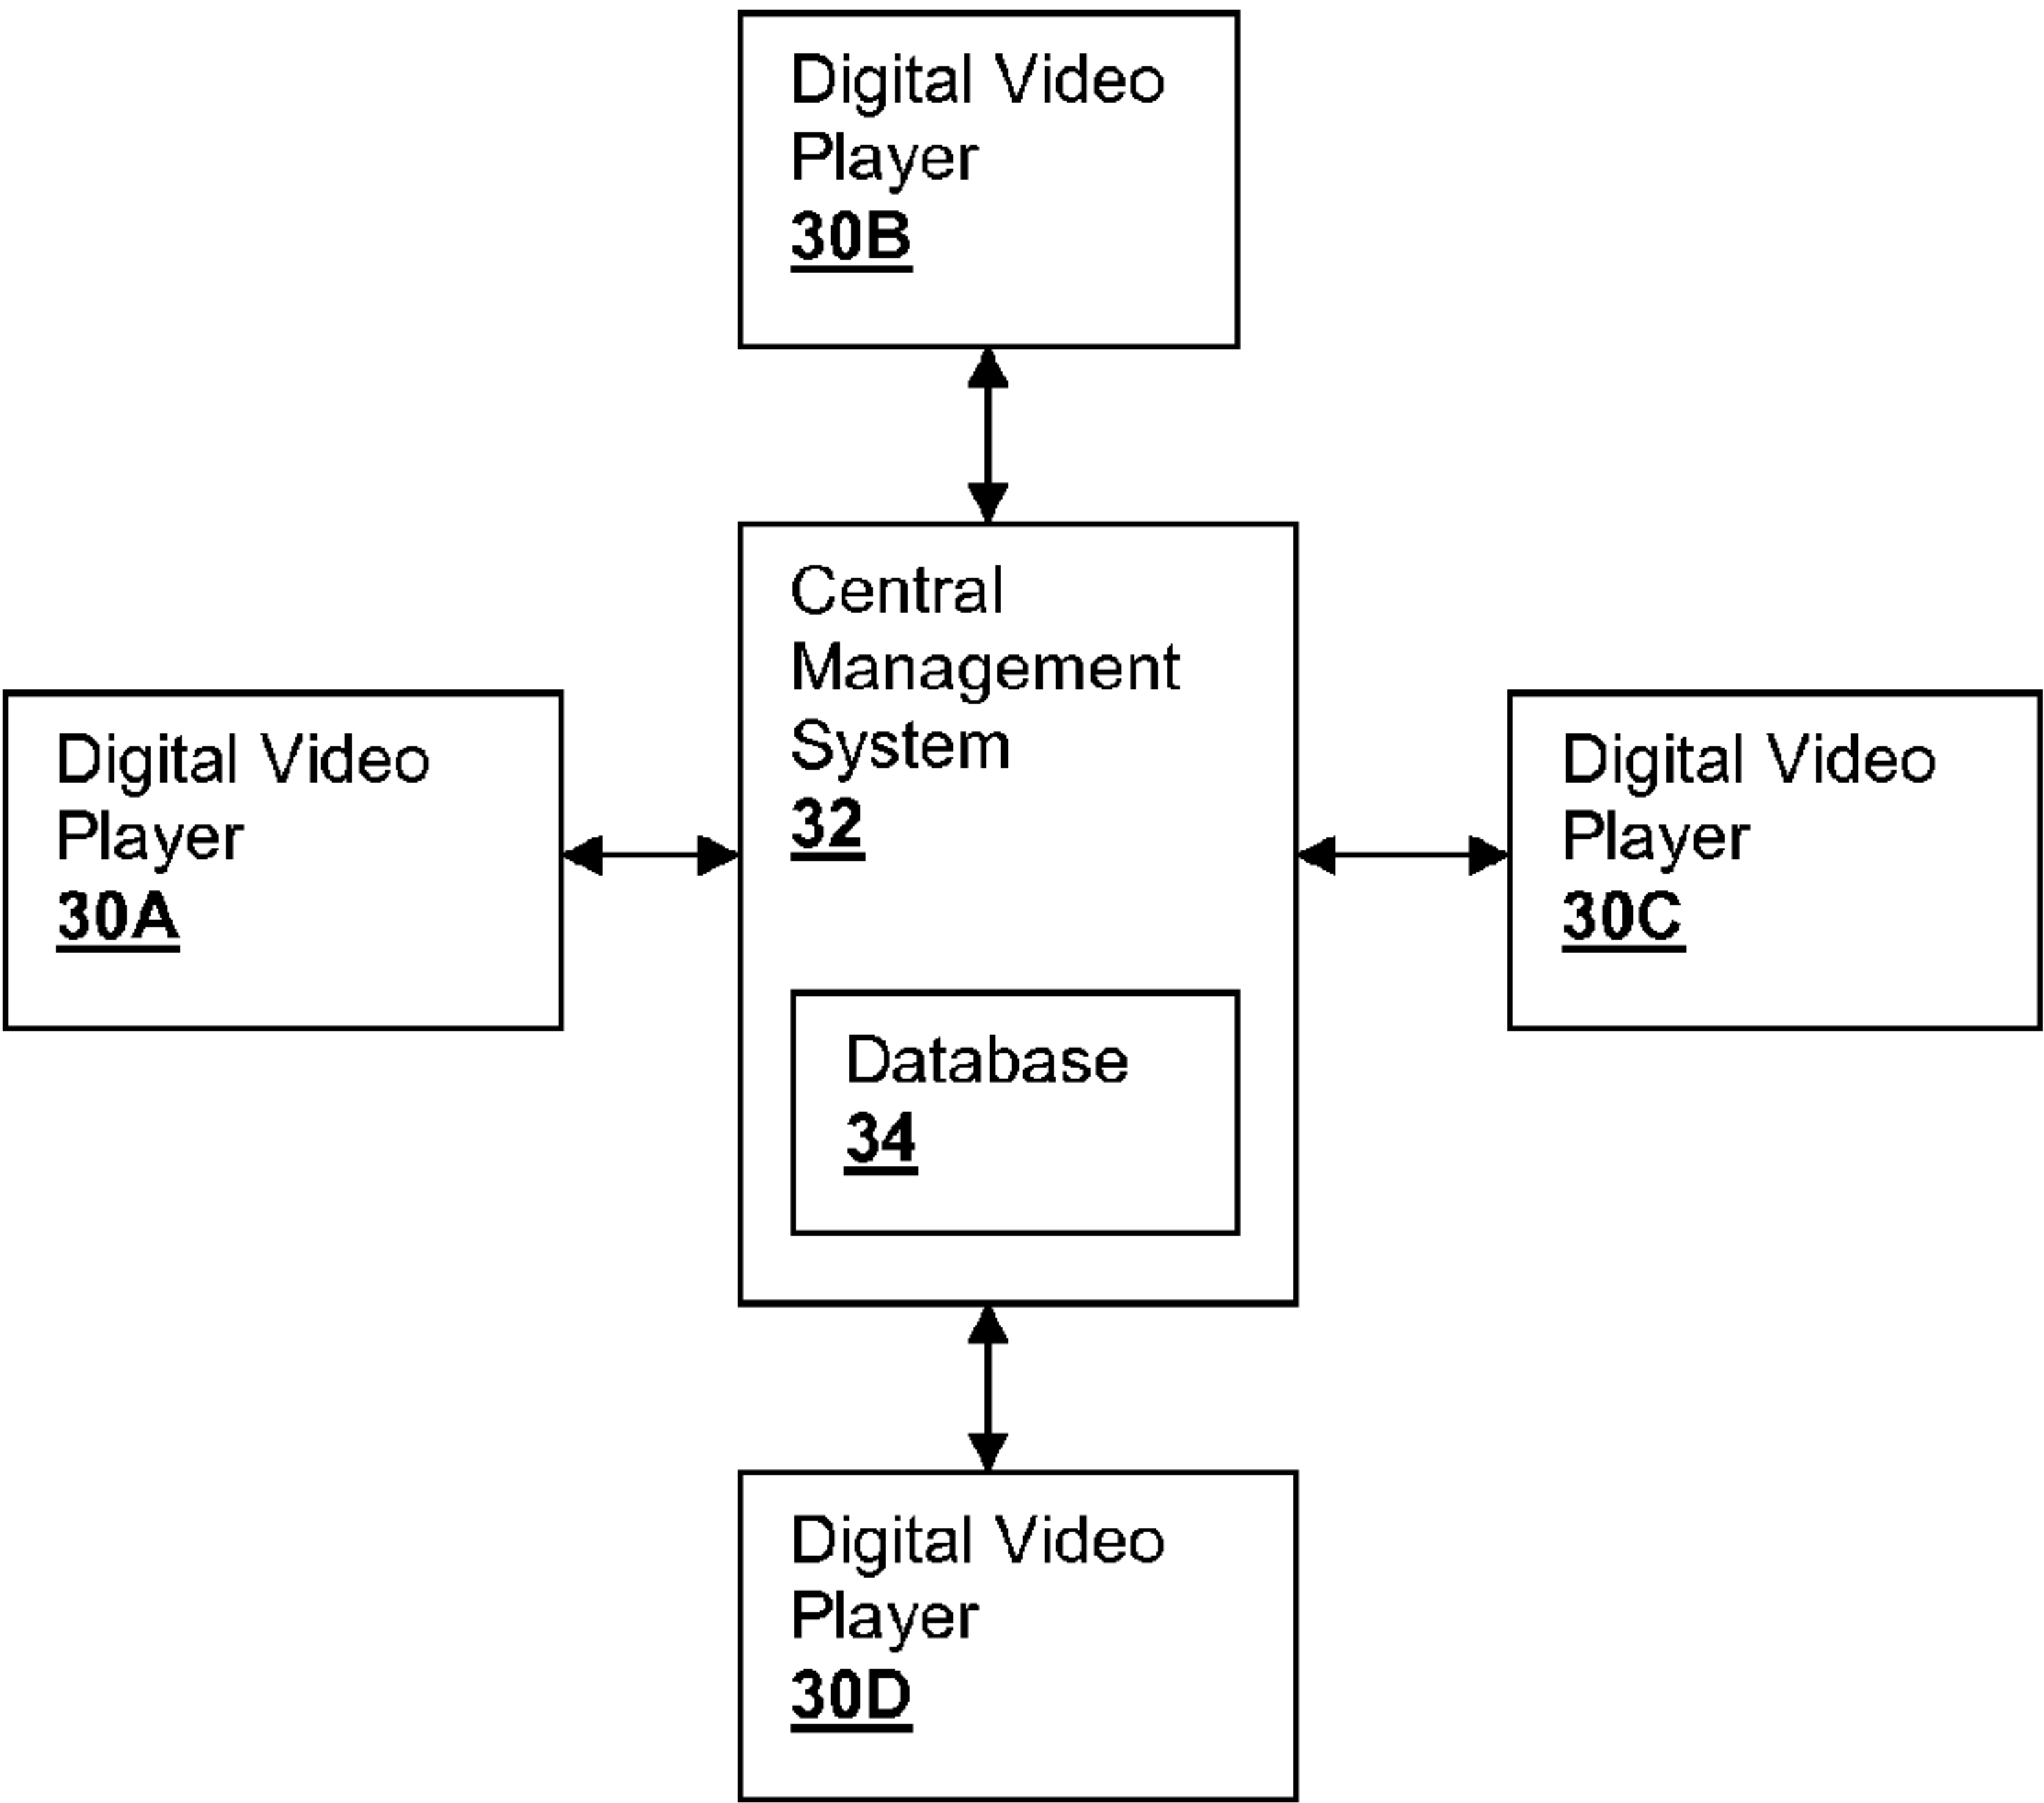 Digital Video
Player
30B
Central
Management
System
32
Digital Video
Player
30A
Digital Video
Player
30C
Database
34
Digital Video
Player
30D